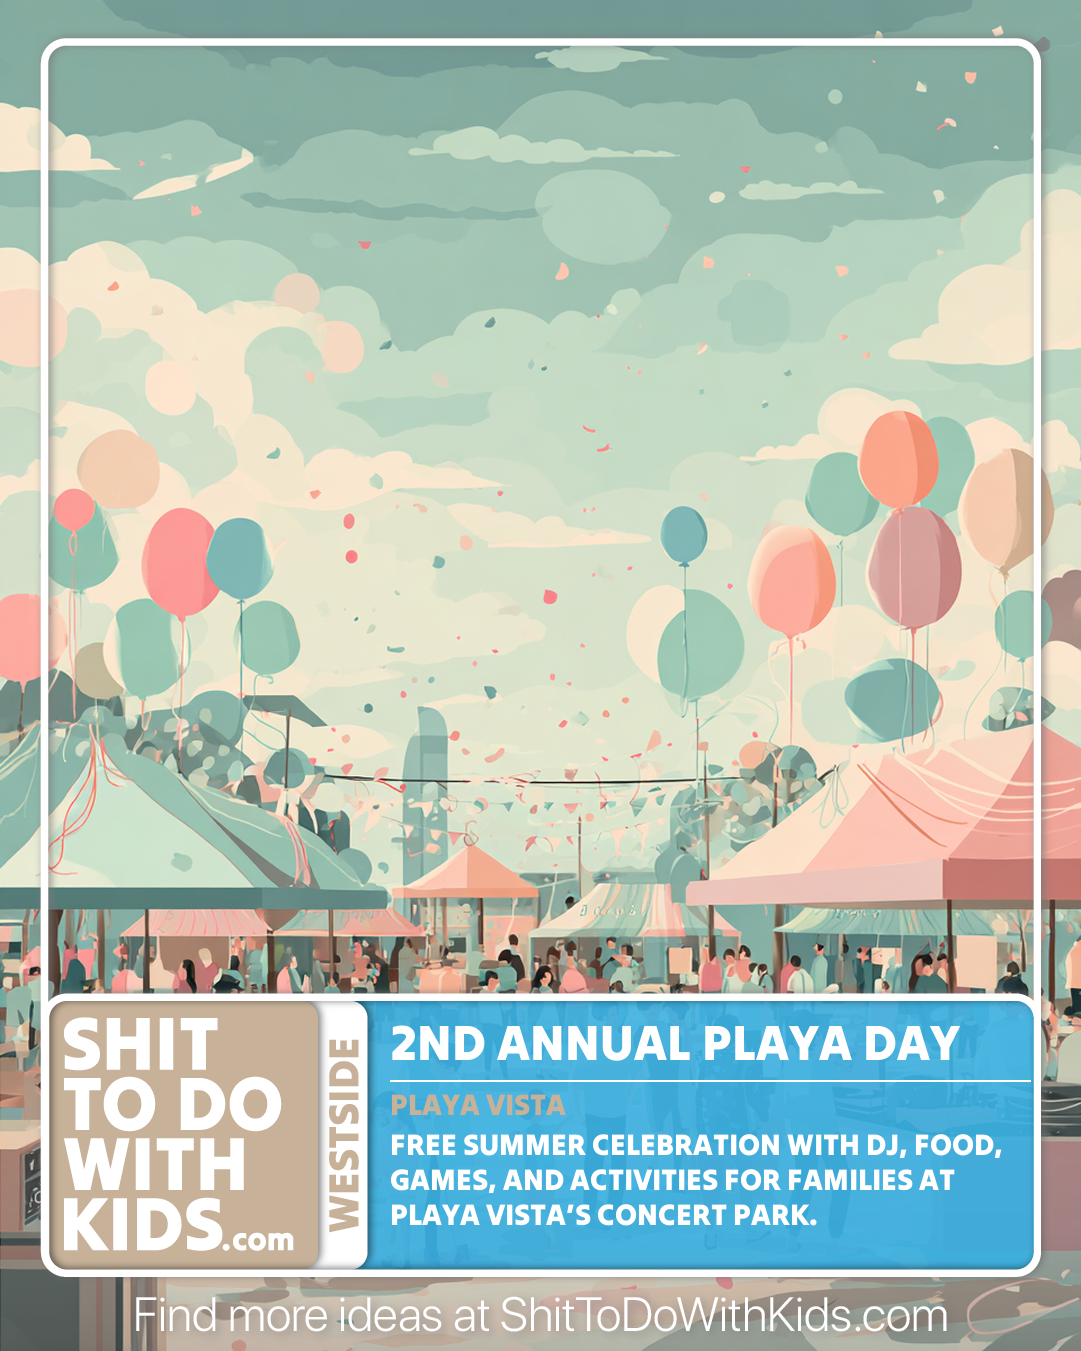 SHIT
TO DO
WITH
KIDS.com
WESTSIDE
2ND ANNUAL PLAYA DAY
PLAYA VISTA
FREE SUMMER CELEBRATION WITH DJ, FOOD,
GAMES, AND ACTIVITIES FOR FAMILIES AT
PLAYA VISTA’S CONCERT PARK.
Find more ideas at ShitToDoWithKids.com